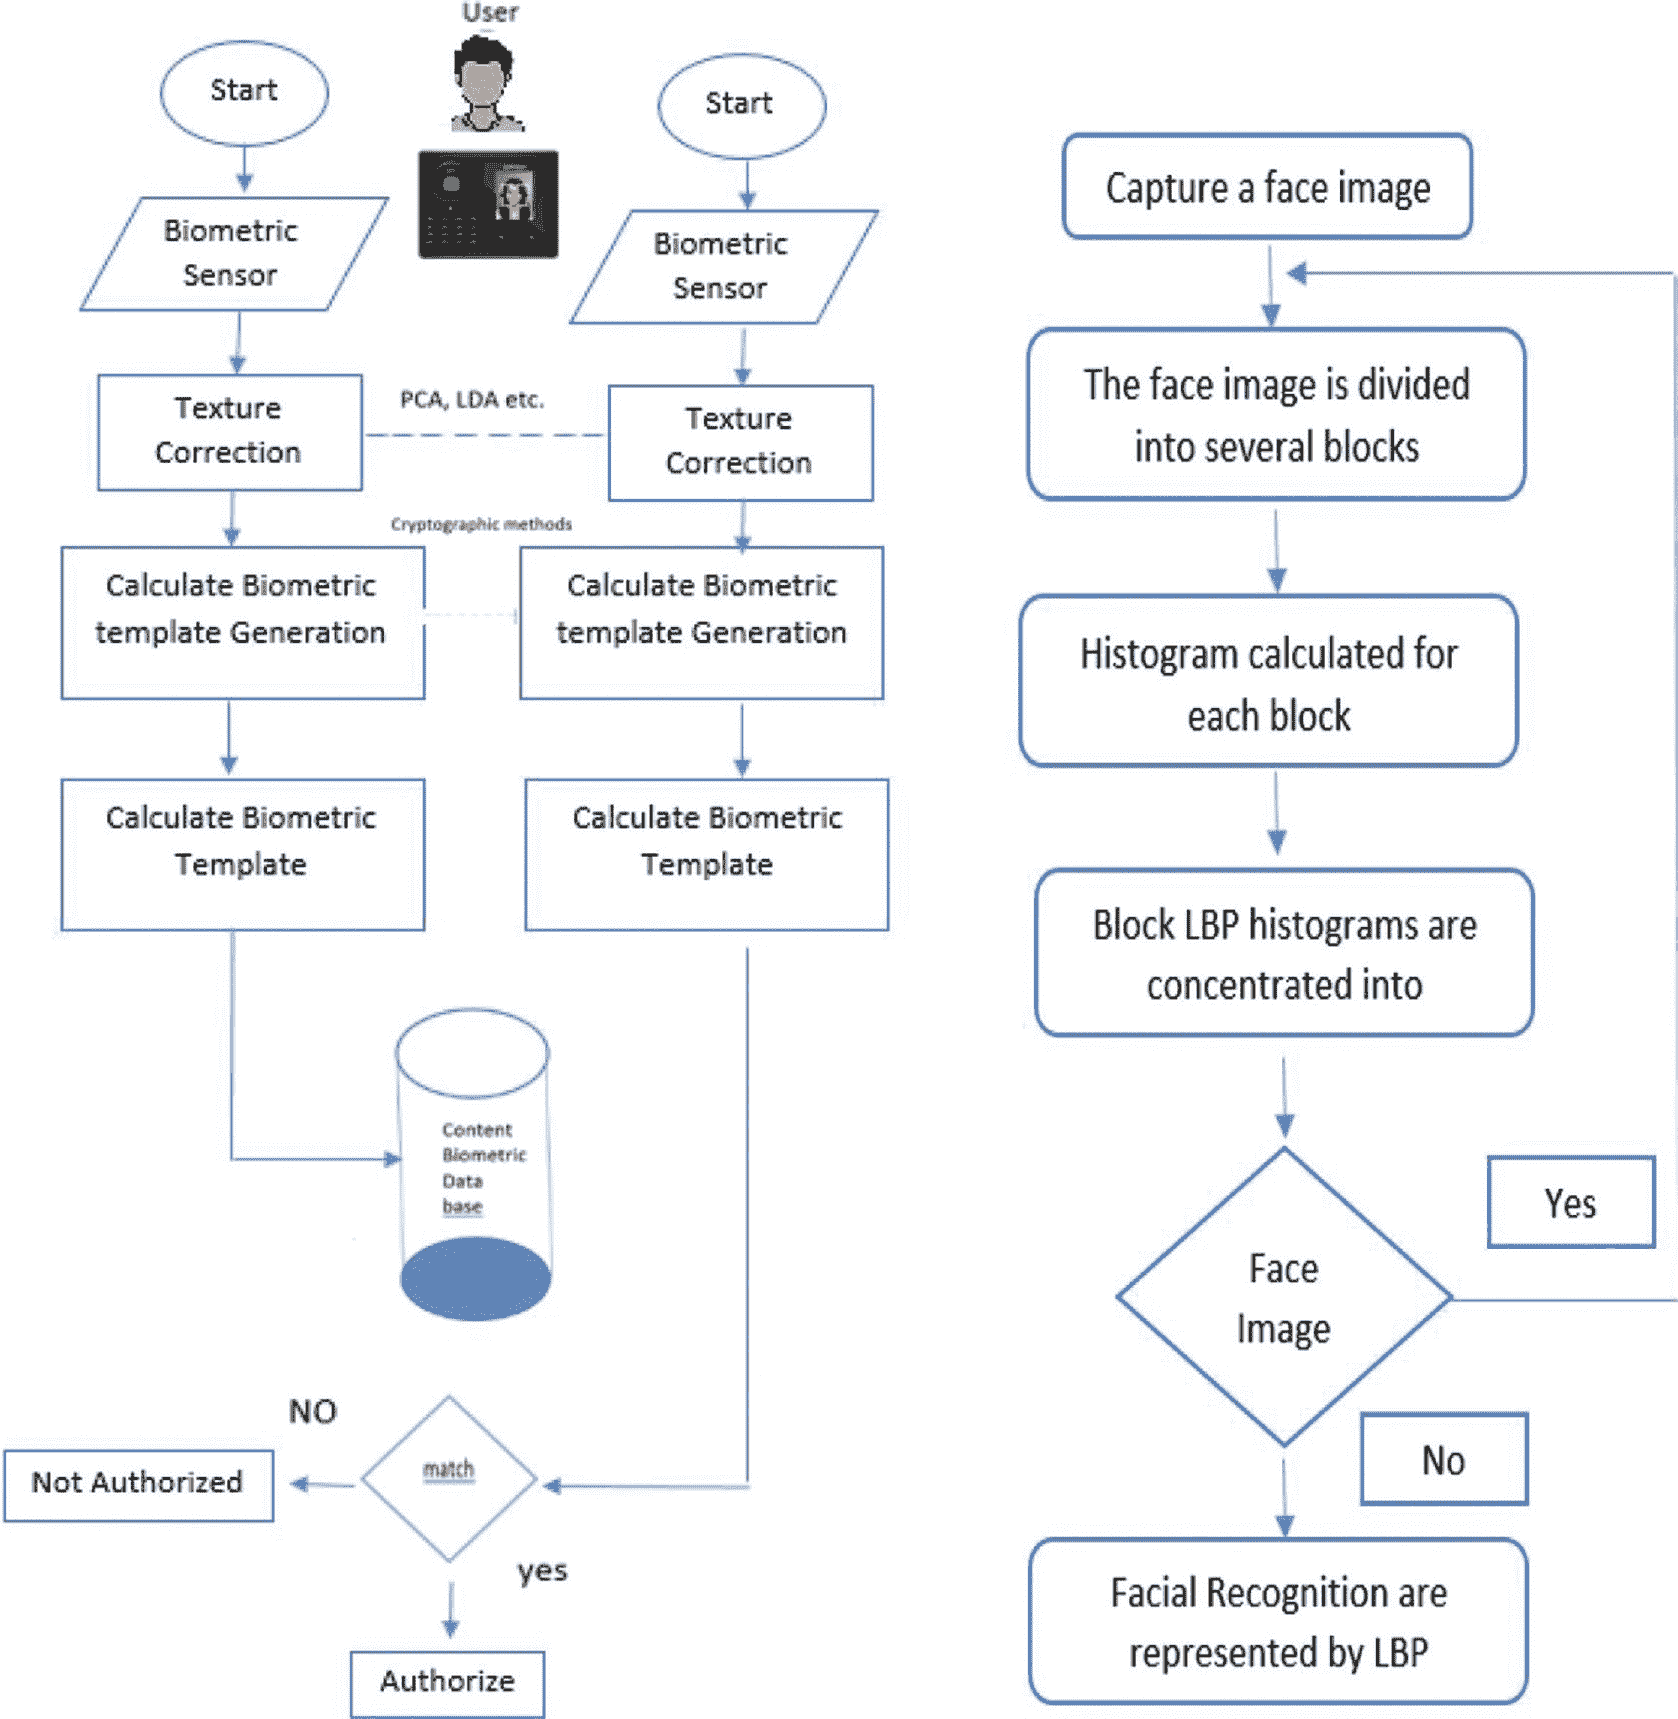 User
Start
Biometric
Sensor
Texture
Correction
Calculate Biometric
template Generation
Calculate Biometric
Template
PCA, LDA etc.
Cryptographic methods
Start
Biometric
Sensor
Texture
Correction
Calculate Biometric
template Generation
Calculate Biometric
Template
Content
Biometric
Data
base
match
NO
Not Authorized
yes
Authorize
Capture a face image
The face image is divided
into several blocks
Histogram calculated for
each block
Block LBP histograms are
concentrated into
Face
Image
Yes
No
Facial Recognition are
represented by LBP